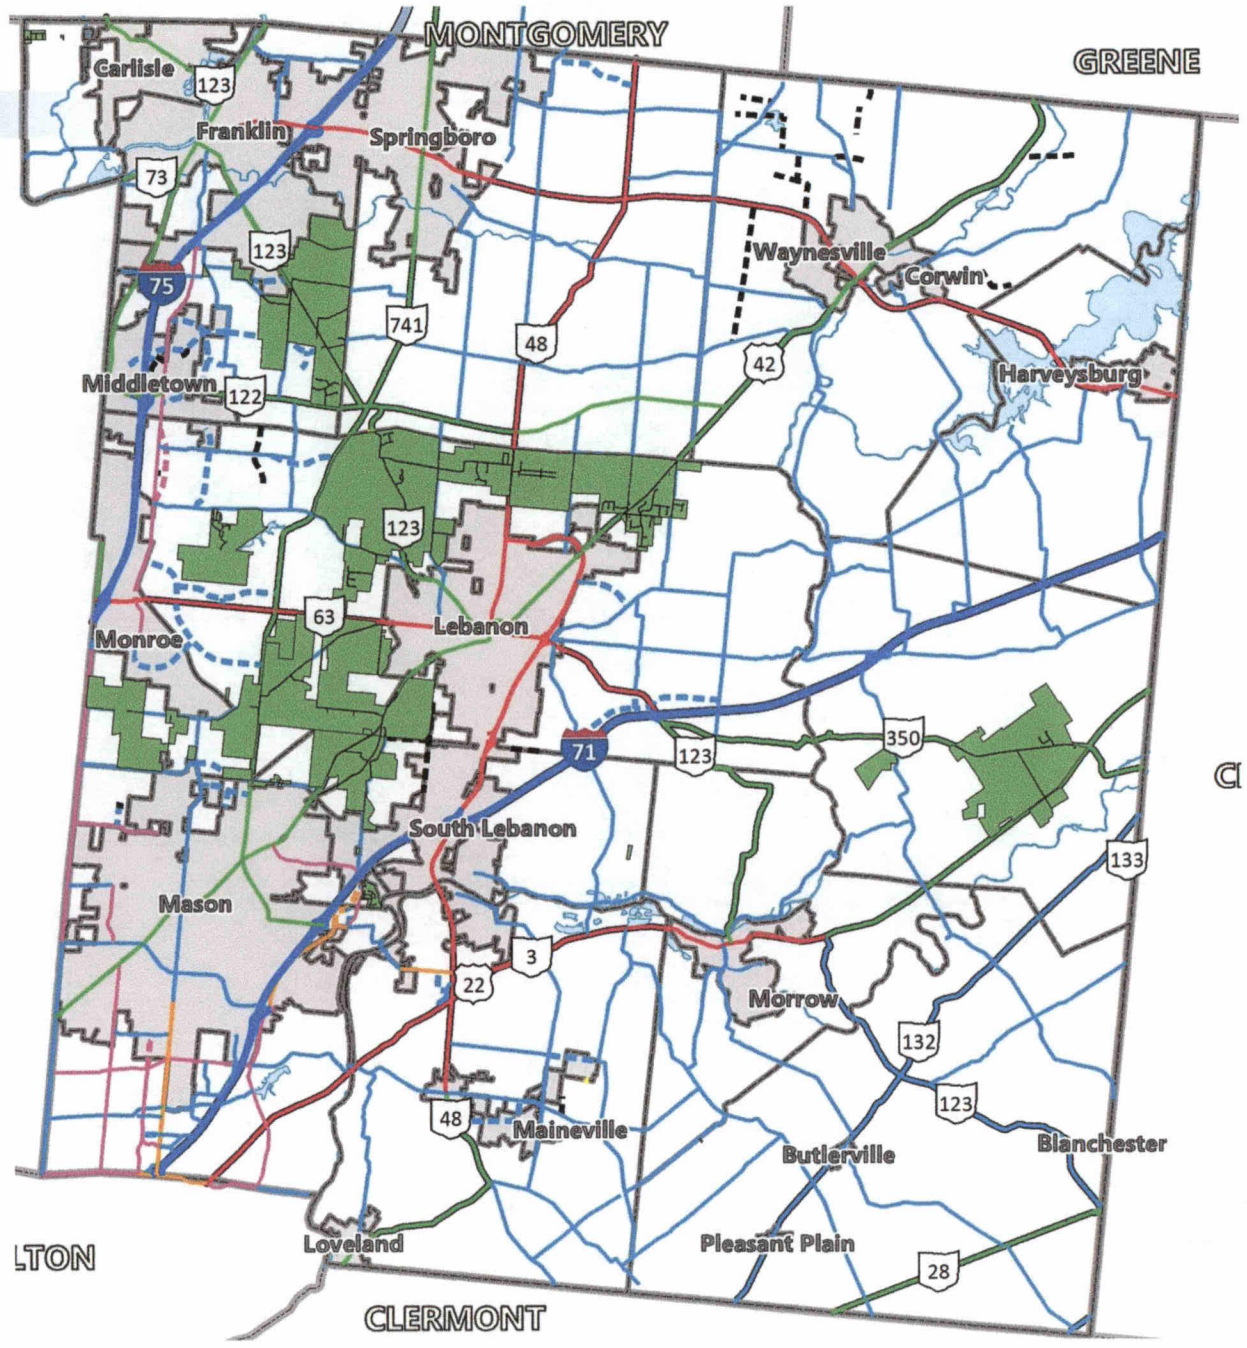 MONTGOMERY
GREENE
Carlisle
123
Franklin
Springboro
73
123
Waynesville
Corwin
75
741
48
42
Harveysburg
Middletown
122
123
63
Lebanon
Monroe
71
123
350
South Lebanon
133
Mason
3
22
Morrow
132
123
48
Maineville
Blanchester
Butlerville
Loveland
Pleasant Plain
LTON
28
CLERMONT